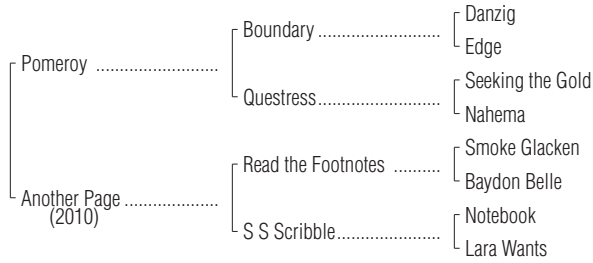 Danzig
Boundary ..........................
Edge
Pomeroy ..........................
Seeking the Gold
Questress..........................
Nahema
Smoke Glacken
Read the Footnotes ..........
Baydon Belle
Another Page ....................
(2010)
Notebook
S S Scribble......................
Lara Wants